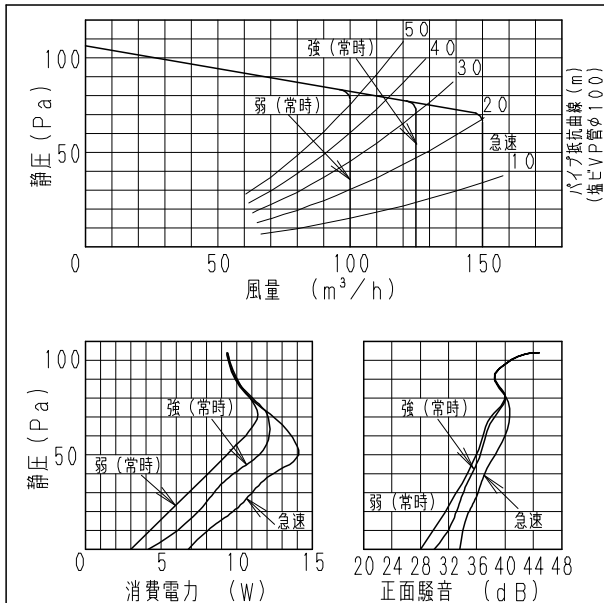 静圧 (Pa)
100
50
0
50
100
150
風量 (m³/h)
強 (常時)
弱 (常時)
急速
50
40
30
20
10
パイプ抵抗曲線 (m)
(塩ビVP管φ100)
静圧 (Pa)
100
50
0
5
10
15
消費電力 (W)
強 (常時)
弱 (常時)
急速
強 (常時)
弱 (常時)
急速
20 24 28 32 36 40 44 48
正面騒音 (dB)